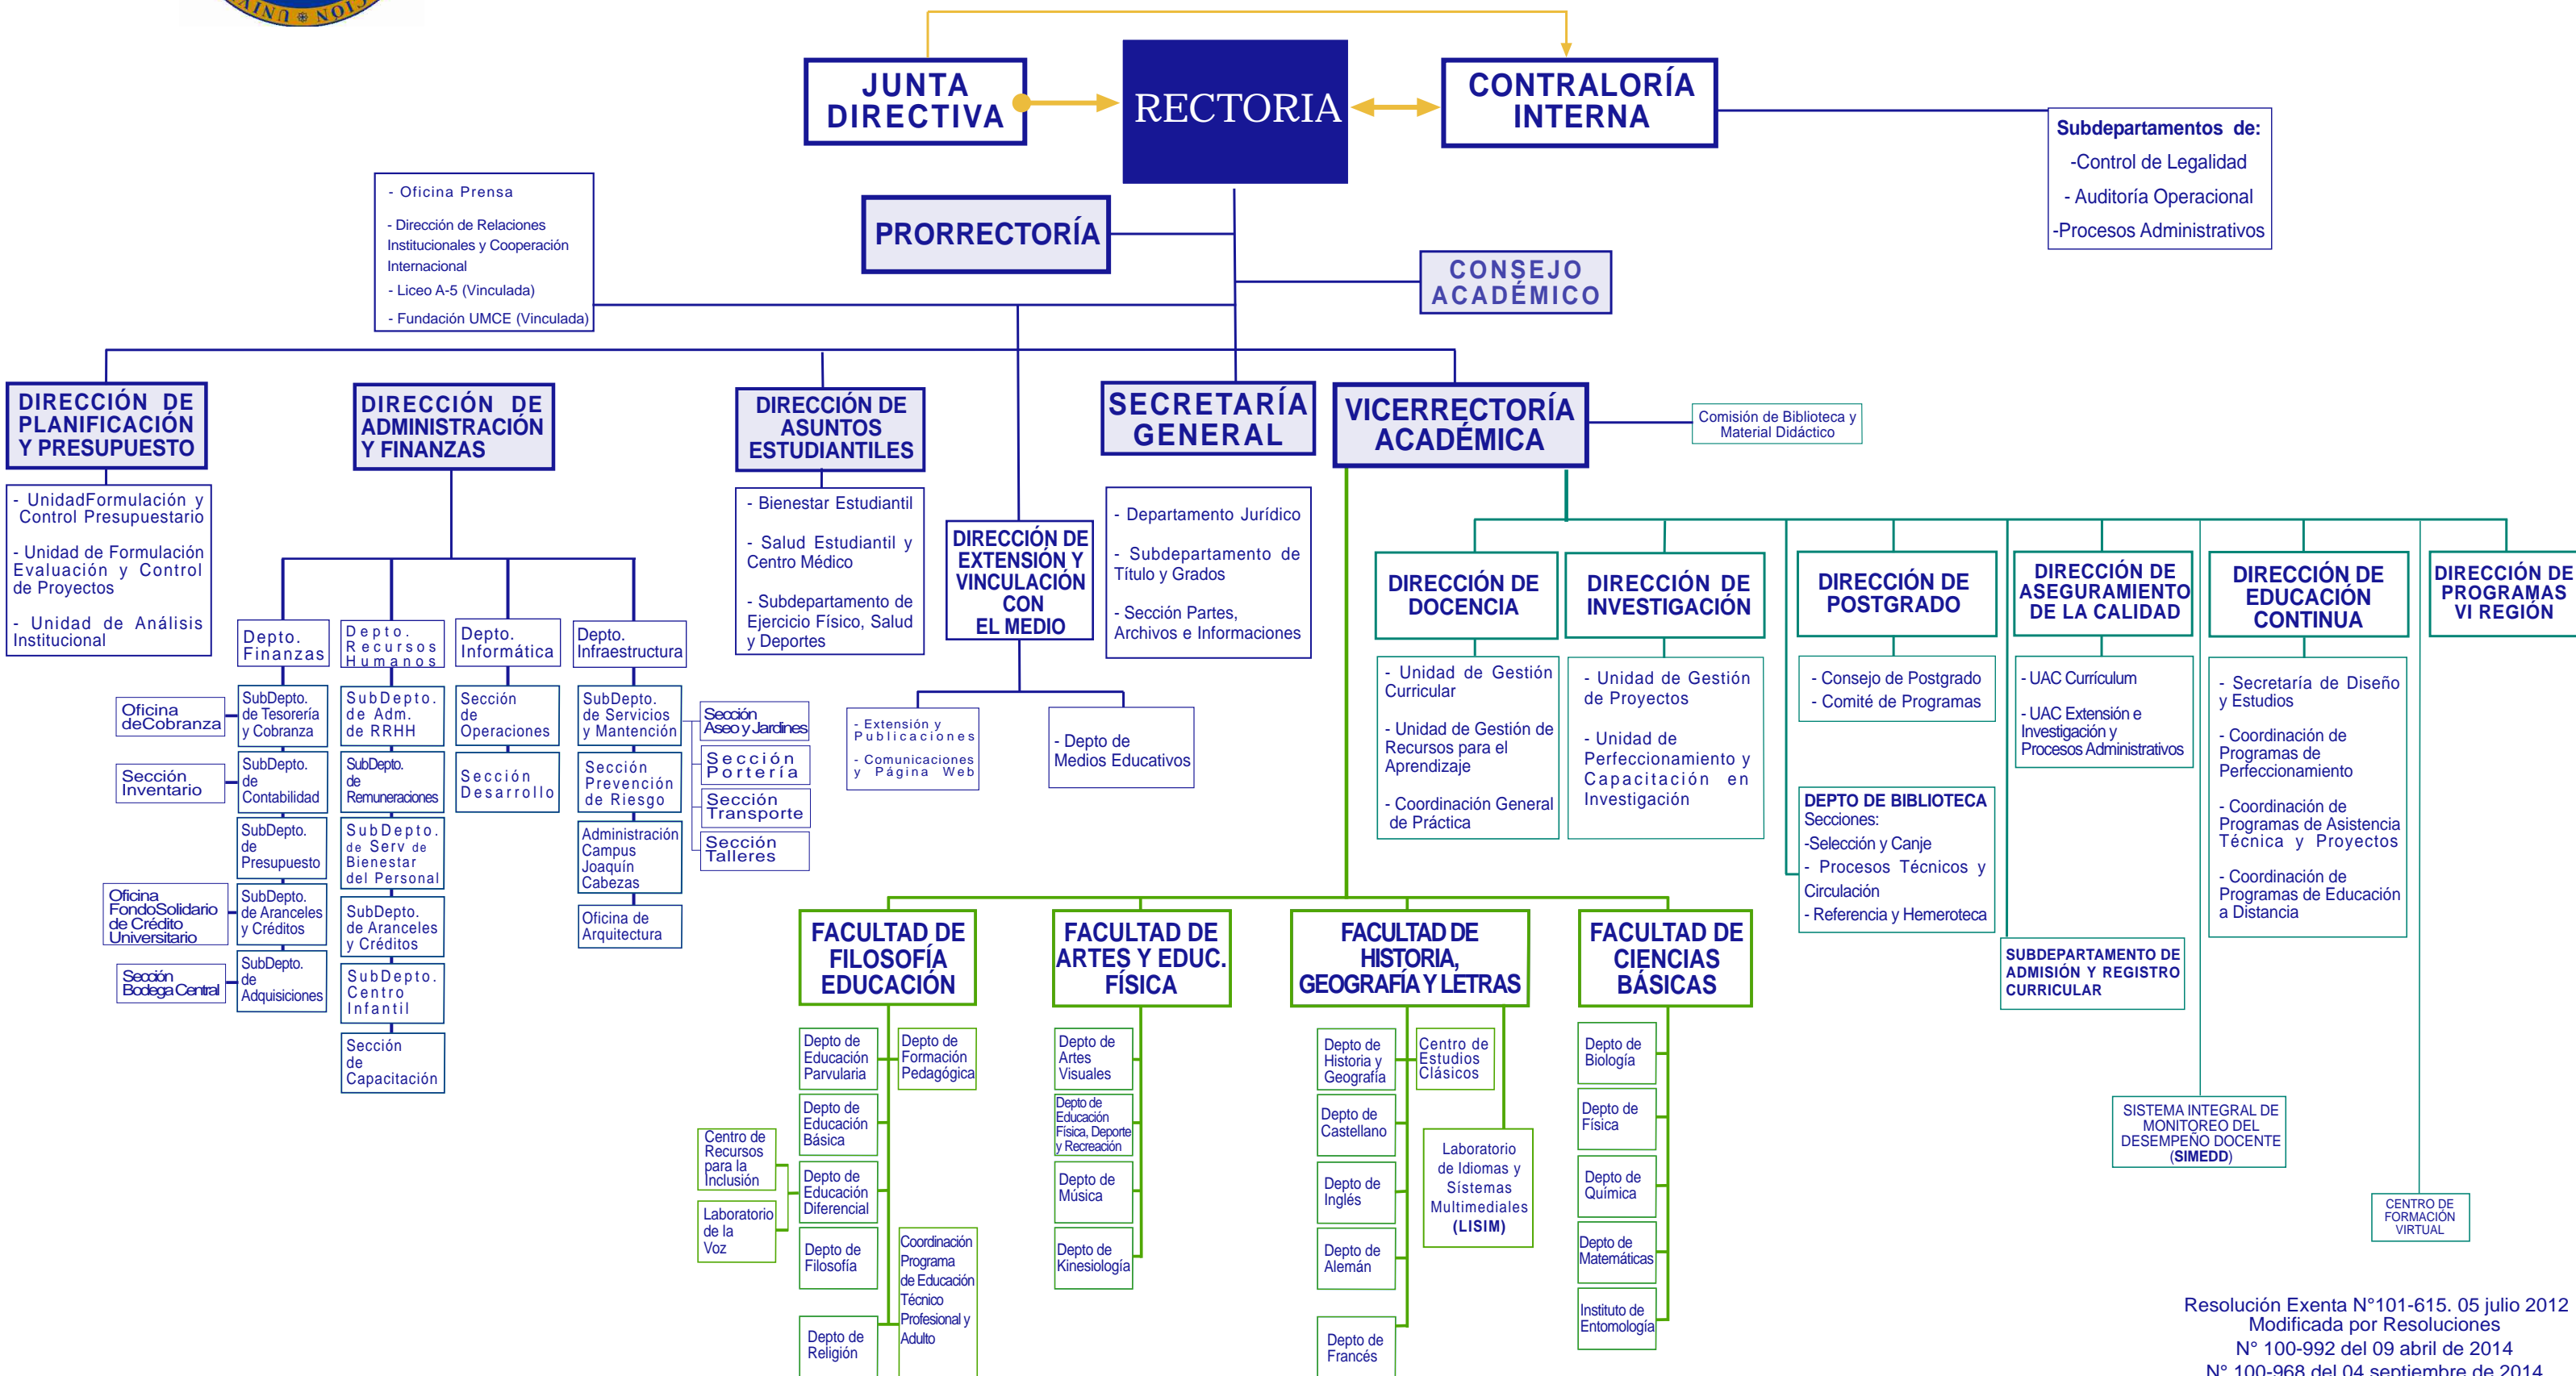 JUNTA
DIRECTIVA
RECTORIA
CONTRALORÍA
INTERNA
Subdepartamentos de:
-Control de Legalidad
- Auditoría Operacional
-Procesos Administrativos
- Oficina Prensa
- Dirección de Relaciones
Institucionales y Cooperación
Internacional
- Liceo A-5 (Vinculada)
- Fundación UMCE (Vinculada)
PRORRECTORÍA
CONSEJO
ACADÉMICO
DIRECCIÓN DE
PLANIFICACIÓN
Y PRESUPUESTO
DIRECCIÓN DE
ADMINISTRACIÓN
Y FINANZAS
DIRECCIÓN DE
ASUNTOS
ESTUDIANTILES
SECRETARÍA
GENERAL
VICERRECTORÍA
ACADÉMICA
Comisión de Biblioteca y
Material Didáctico
- UnidadFormulación y
Control Presupuestario
- Unidad de Formulación
Evaluación y Control
de Proyectos
- Unidad de Análisis
Institucional
- Bienestar Estudiantil
- Salud Estudiantil y
Centro Médico
- Subdepartamento de
Ejercicio Físico, Salud
y Deportes
DIRECCIÓN DE
EXTENSIÓN Y
VINCULACIÓN
CON
EL MEDIO
- Departamento Jurídico
- Subdepartamento de
Título y Grados
- Sección Partes,
Archivos e Informaciones
- Extensión y
Publicaciones
- Comunicaciones
y Página Web
- Depto de
Medios Educativos
Depto.
Finanzas
Depto.
Recursos
Humanos
Depto.
Informática
Depto.
Infraestructura
Oficina
deCobranza
SubDepto.
de Tesorería
y Cobranza
Sección
Inventario
SubDepto.
de
Contabilidad
SubDepto.
de
Presupuesto
Oficina
FondoSolidario
de Crédito
Universitario
SubDepto.
de Aranceles
y Créditos
Sección
Bodega Central
SubDepto.
de
Adquisiciones
SubDepto.
de Adm.
de RRHH
SubDepto.
de
Remuneraciones
SubDepto.
de Serv de
Bienestar
del Personal
SubDepto.
de Aranceles
y Créditos
SubDepto.
Centro
Infantil
Sección
de
Capacitación
Sección
de
Operaciones
Sección
Desarrollo
SubDepto.
de Servicios
y Mantención
Sección
Prevención
de Riesgo
Administración
Campus
Joaquín
Cabezas
Oficina de
Arquitectura
Sección
Aseo y Jardines
Sección
Portería
Sección
Transporte
Sección
Talleres
DIRECCIÓN DE
DOCENCIA
DIRECCIÓN DE
INVESTIGACIÓN
DIRECCIÓN DE
POSTGRADO
DIRECCIÓN DE
ASEGURAMIENTO
DE LA CALIDAD
DIRECCIÓN DE
EDUCACIÓN
CONTINUA
DIRECCIÓN DE
PROGRAMAS
VI REGIÓN
- Unidad de Gestión
Curricular
- Unidad de Gestión de
Recursos para el
Aprendizaje
- Coordinación General
de Práctica
- Unidad de Gestión
de Proyectos
- Unidad de
Perfeccionamiento y
Capacitación en
Investigación
- Consejo de Postgrado
- Comité de Programas
DEPTO DE BIBLIOTECA
Secciones:
-Selección y Canje
- Procesos Técnicos y
Circulación
- Referencia y Hemeroteca
- UAC Currículum
- UAC Extensión e
Investigación y
Procesos Administrativos
SUBDEPARTAMENTO DE
ADMISIÓN Y REGISTRO
CURRICULAR
- Secretaría de Diseño
y Estudios
- Coordinación de
Programas de
Perfeccionamiento
- Coordinación de
Programas de Asistencia
Técnica y Proyectos
- Coordinación de
Programas de Educación
a Distancia
SISTEMA INTEGRAL DE
MONITOREO DEL
DESEMPEÑO DOCENTE
(SIMEDD)
CENTRO DE
FORMACIÓN
VIRTUAL
FACULTAD DE
FILOSOFÍA
EDUCACIÓN
FACULTAD DE
ARTES Y EDUC.
FÍSICA
FACULTAD DE
HISTORIA,
GEOGRAFÍA Y LETRAS
FACULTAD DE
CIENCIAS
BÁSICAS
Depto de
Educación
Parvularia
Depto de
Formación
Pedagógica
Depto de
Educación
Básica
Centro de
Recursos
para la
Inclusión
Laboratorio
de la
Voz
Depto de
Educación
Diferencial
Depto de
Filosofía
Depto de
Religión
Coordinación
Programa
de Educación
Técnico
Profesional y
Adulto
Depto de
Artes
Visuales
Depto de
Educación
Física, Deporte
y Recreación
Depto de
Música
Depto de
Kinesiología
Depto de
Historia y
Geografía
Centro de
Estudios
Clásicos
Depto de
Castellano
Depto de
Inglés
Depto de
Alemán
Depto de
Francés
Laboratorio
de Idiomas y
Sístemas
Multimediales
(LISIM)
Depto de
Biología
Depto de
Física
Depto de
Química
Depto de
Matemáticas
Instituto de
Entomología
Resolución Exenta N°101-615. 05 julio 2012
Modificada por Resoluciones
N° 100-992 del 09 abril de 2014
N° 100-968 del 04 septiembre de 2014